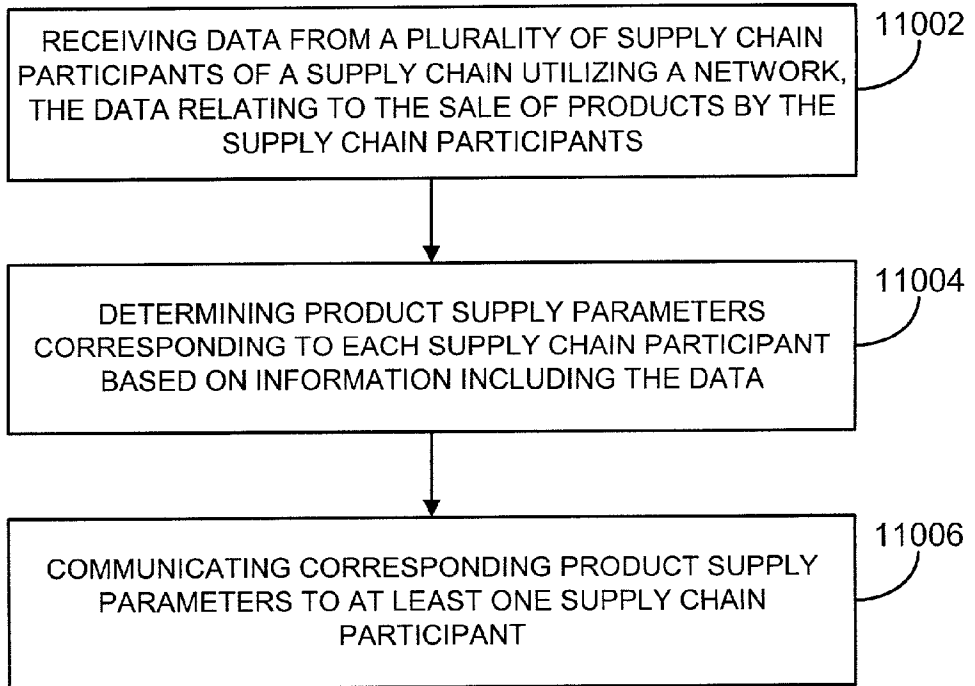 11002
RECEIVING DATA FROM A PLURALITY OF SUPPLY CHAIN
PARTICIPANTS OF A SUPPLY CHAIN UTILIZING A NETWORK,
THE DATA RELATING TO THE SALE OF PRODUCTS BY THE
SUPPLY CHAIN PARTICIPANTS
11004
DETERMINING PRODUCT SUPPLY PARAMETERS
CORRESPONDING TO EACH SUPPLY CHAIN PARTICIPANT
BASED ON INFORMATION INCLUDING THE DATA
11006
COMMUNICATING CORRESPONDING PRODUCT SUPPLY
PARAMETERS TO AT LEAST ONE SUPPLY CHAIN
PARTICIPANT